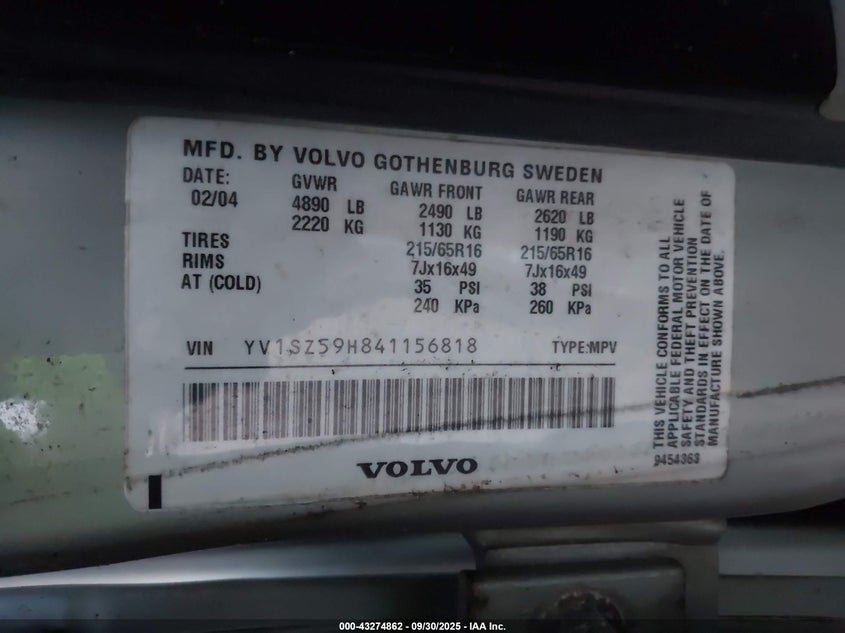 MFD. BY VOLVO GOTHENBURG SWEDEN
DATE: GVWR GAWR FRONT GAWR REAR
02/04 4890 LB 2490 LB 2620 LB
2220 KG 1130 KG 1190 KG
TIRES 215/65R16 215/65R16
RIMS 7Jx16x49 7Jx16x49
AT (COLD) 35 PSI 38 PSI
240 KPa 260 KPa
VIN YV1SZ59H841156818 TYPE:MPV
VOLVO
THIS VEHICLE CONFORMS TO ALL
APPLICABLE FEDERAL MOTOR VEHICLE
SAFETY AND THEFT PREVENTION
STANDARDS IN EFFECT ON THE DATE OF
MANUFACTURE SHOWN ABOVE.
9454363
000-43274862 - 09/30/2025 - IAA Inc.